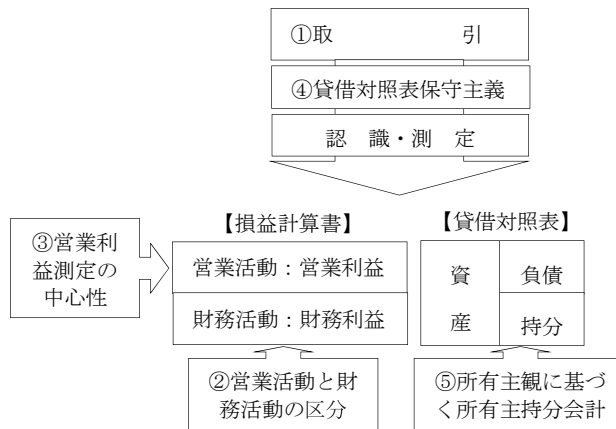 ①取　　　　引
④貸借対照表保守主義
認　識・測　定
【損益計算書】
【貸借対照表】
③営業利
益測定の
中心性
営業活動：営業利益
財務活動：財務利益
資
産
負債
持分
②営業活動と財
務活動の区分
⑤所有主観に基づ
く所有主持分会計